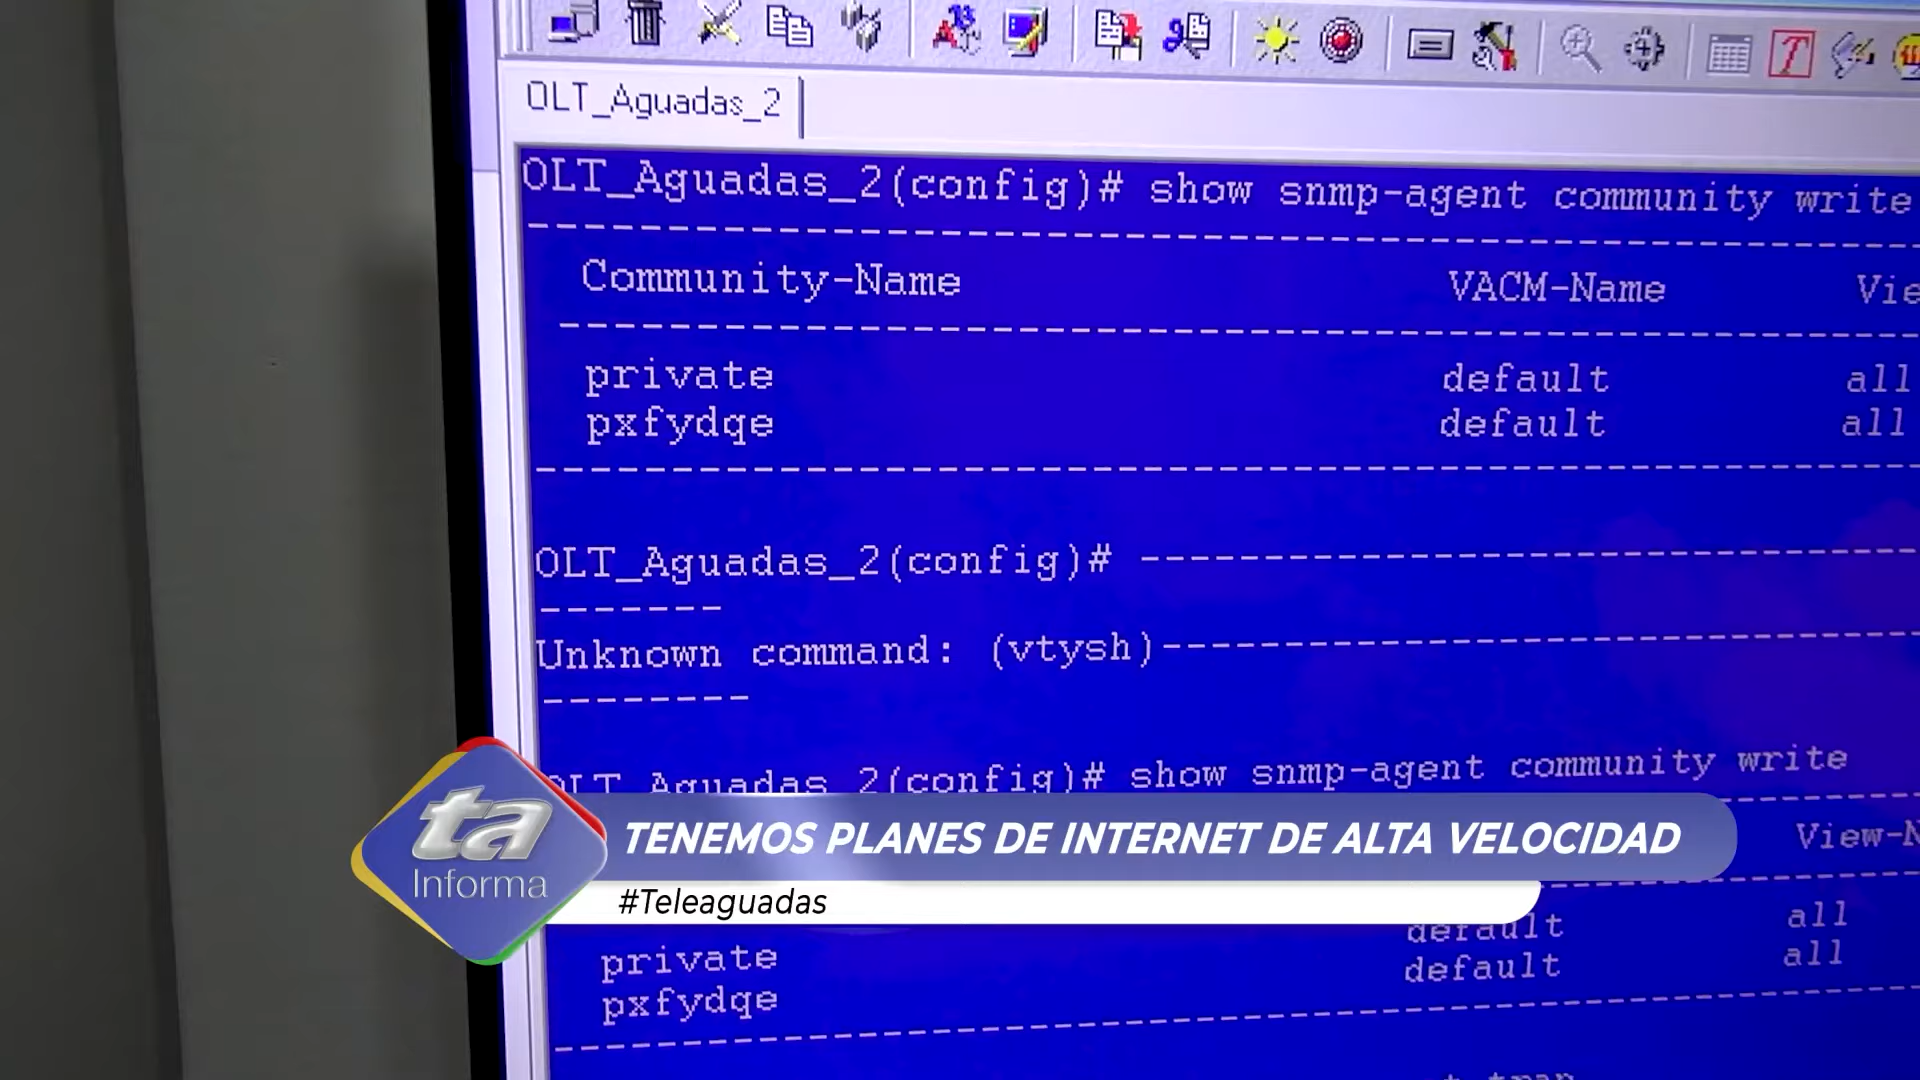 OLT_Aguadas_2
OLT_Aguadas_2(config)# show snmp-agent community write
Community-Name VACM-Name
private default all
pxfydqe default all
OLT_Aguadas_2(config)# --------------------------------
-------
Unknown command: (vtysh)------------------------------
--------
OLT_Aguadas_2(config)# show snmp-agent community write
ta Informa
TENEMOS PLANES DE INTERNET DE ALTA VELOCIDAD
#Teleaguadas
private default all
pxfydqe default all